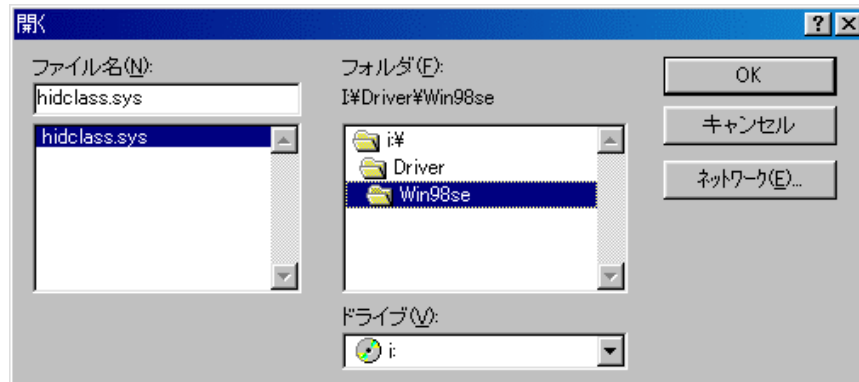 開く
ファイル名(N):
hidclass.sys
hidclass.sys
フォルダ(F):
I:¥Driver¥Win98se
i:¥
Driver
Win98se
ドライブ(V):
i:
OK
キャンセル
ネットワーク(E)...